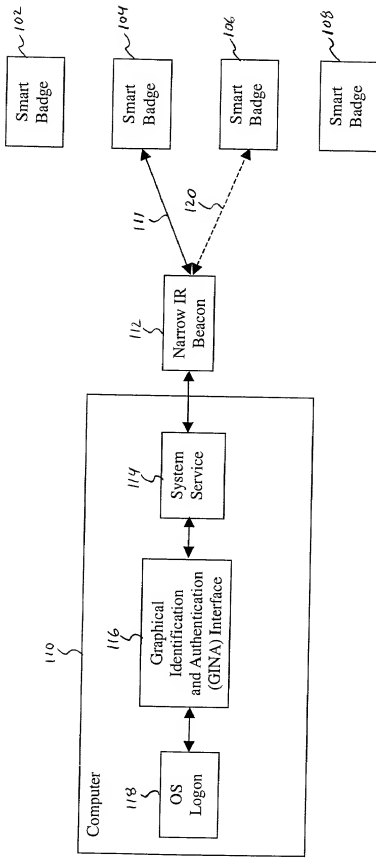 Computer
110
118
OS
Logon
116
Graphical
Identification
and Authentication
(GINA) Interface
114
System
Service
112
Narrow IR
Beacon
111
120
Smart
Badge
102
Smart
Badge
104
Smart
Badge
106
Smart
Badge
108